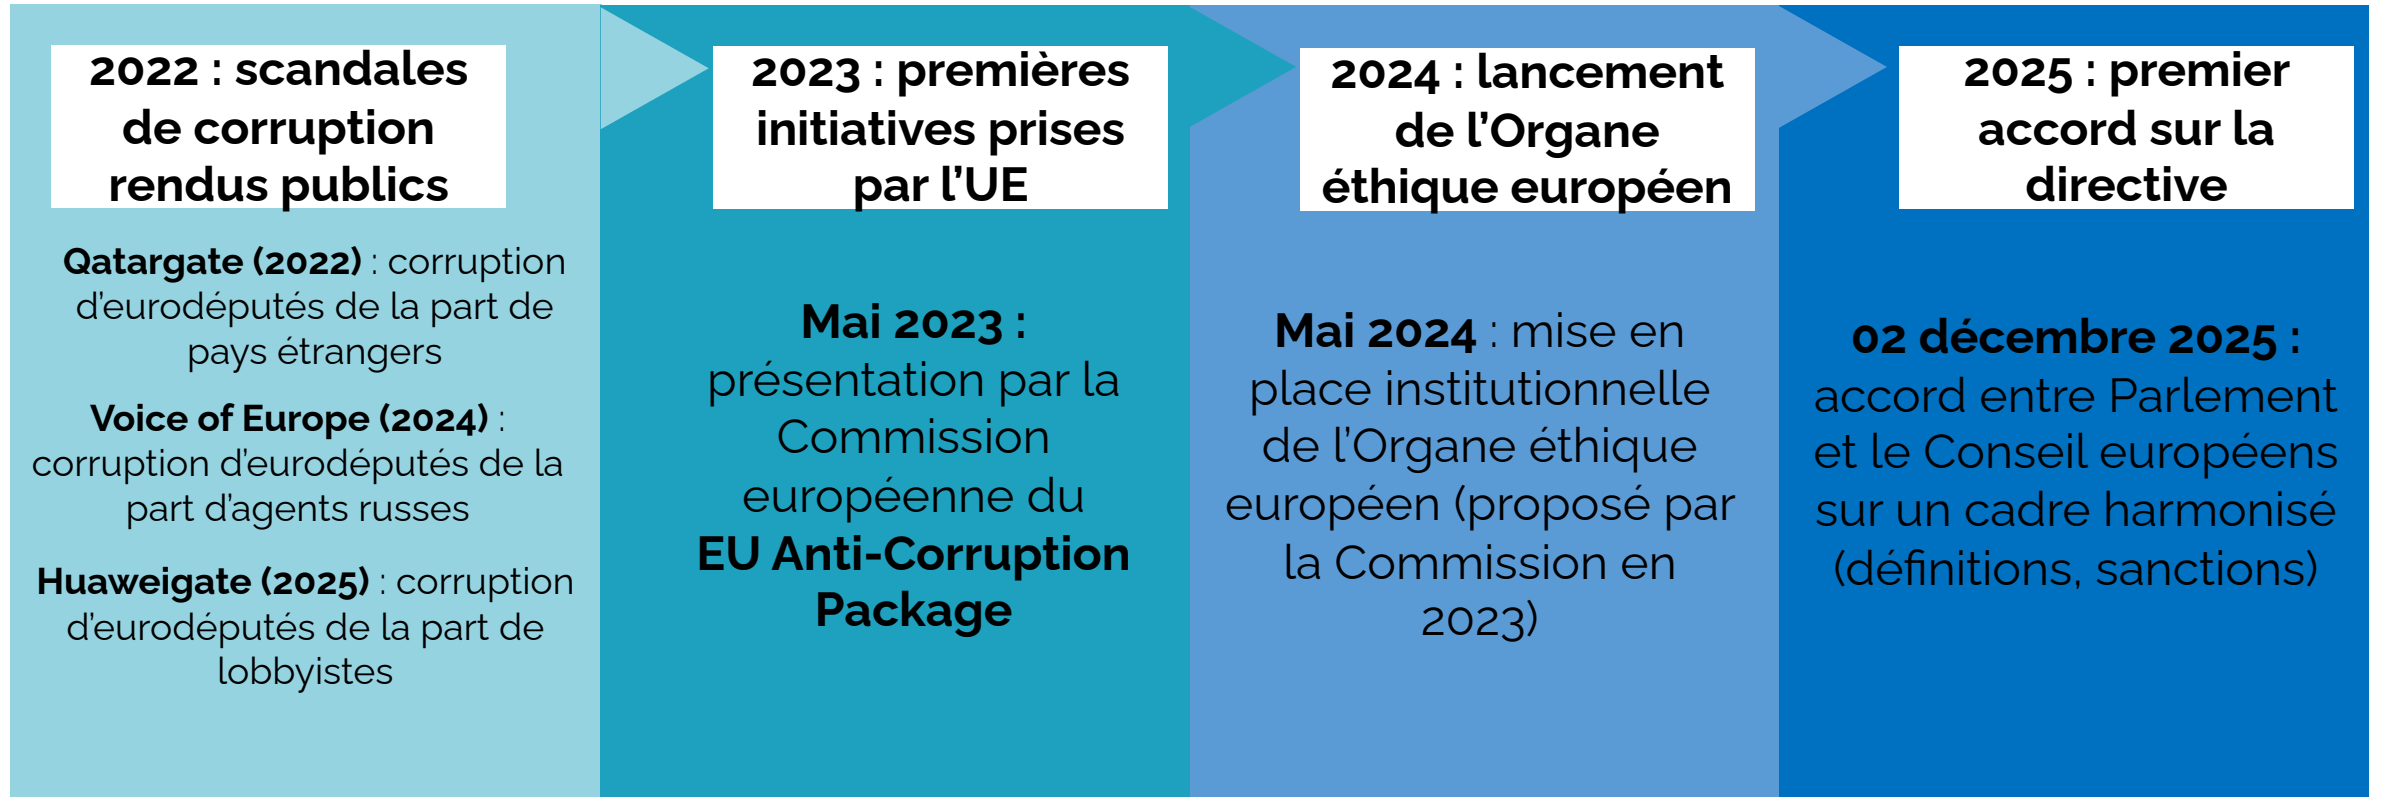 2022 : scandales
de corruption
rendus publics
Qatargate (2022) : corruption
d’eurodéputés de la part de
pays étrangers
Voice of Europe (2024) :
corruption d’eurodéputés de la
part d’agents russes
Huaweigate (2025) : corruption
d’eurodéputés de la part de
lobbyistes
2023 : premières
initiatives prises
par l’UE
Mai 2023 :
présentation par la
Commission
européenne du
EU Anti-Corruption
Package
2024 : lancement
de l’Organe
éthique européen
Mai 2024 : mise en
place institutionnelle
de l’Organe éthique
européen (proposé par
la Commission en
2023)
2025 : premier
accord sur la
directive
02 décembre 2025 :
accord entre Parlement
et le Conseil européens
sur un cadre harmonisé
(définitions, sanctions)